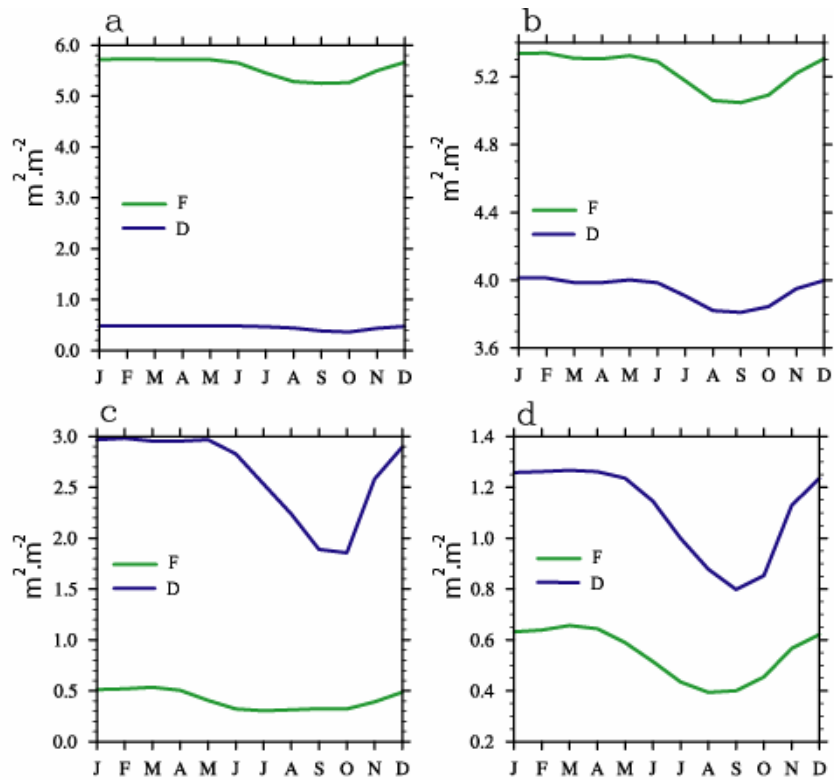 a
6.0
5.0
4.0
3.0
2.0
1.0
0.0
m².m⁻²
F
D
J F M A M J J A S O N D
b
5.2
4.8
4.4
4.0
3.6
m².m⁻²
F
D
J F M A M J J A S O N D
c
3.0
2.5
2.0
1.5
1.0
0.5
0.0
m².m⁻²
F
D
J F M A M J J A S O N D
d
1.4
1.2
1.0
0.8
0.6
0.4
0.2
m².m⁻²
F
D
J F M A M J J A S O N D